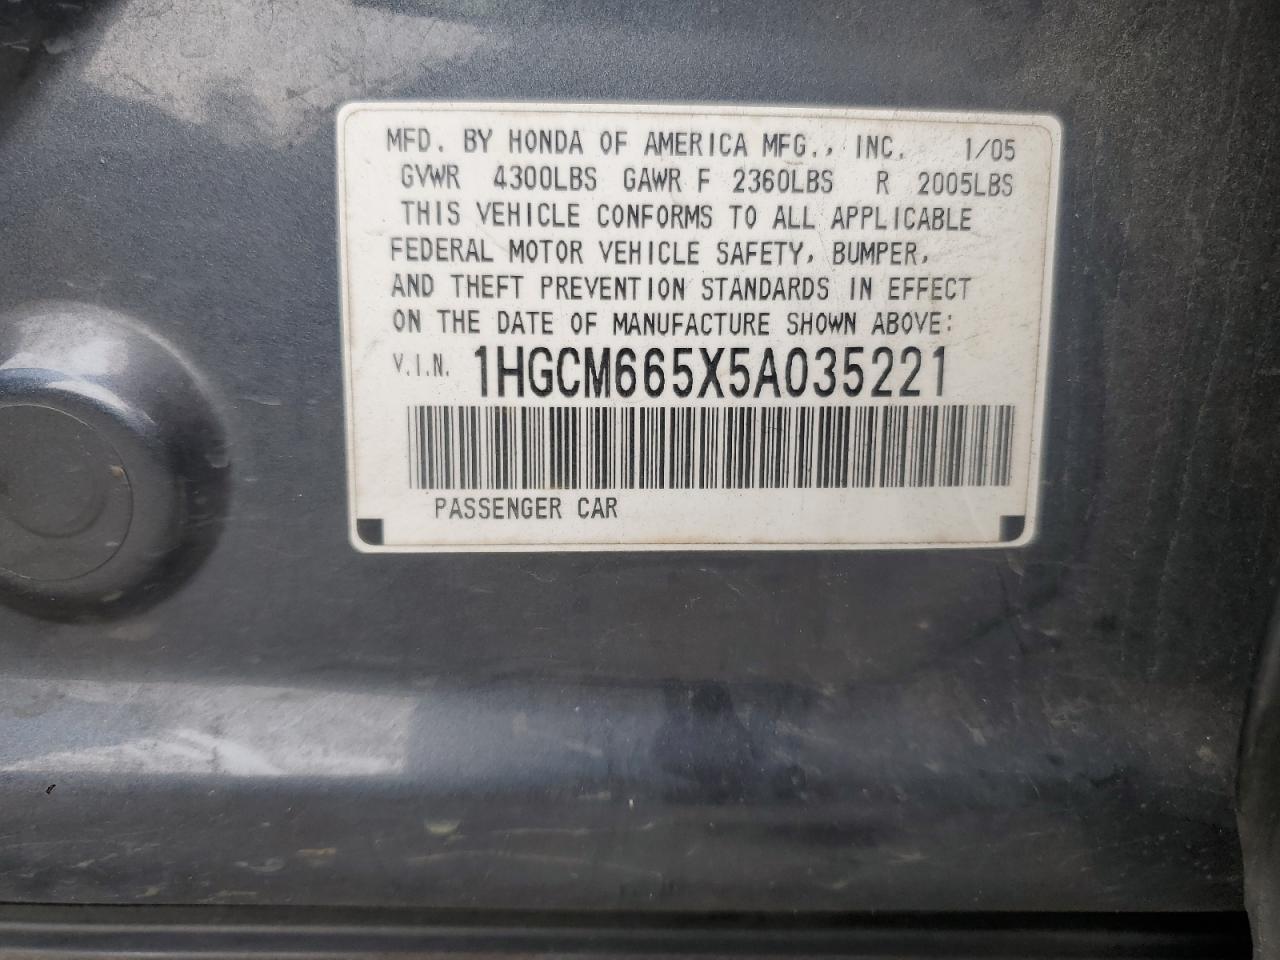 MFD. BY HONDA OF AMERICA MFG., INC. 1/05
GVWR 4300LBS GAWR F 2360LBS R 2005LBS
THIS VEHICLE CONFORMS TO ALL APPLICABLE
FEDERAL MOTOR VEHICLE SAFETY, BUMPER,
AND THEFT PREVENTION STANDARDS IN EFFECT
ON THE DATE OF MANUFACTURE SHOWN ABOVE:
V.I.N. 1HGCM665X5A035221
PASSENGER CAR